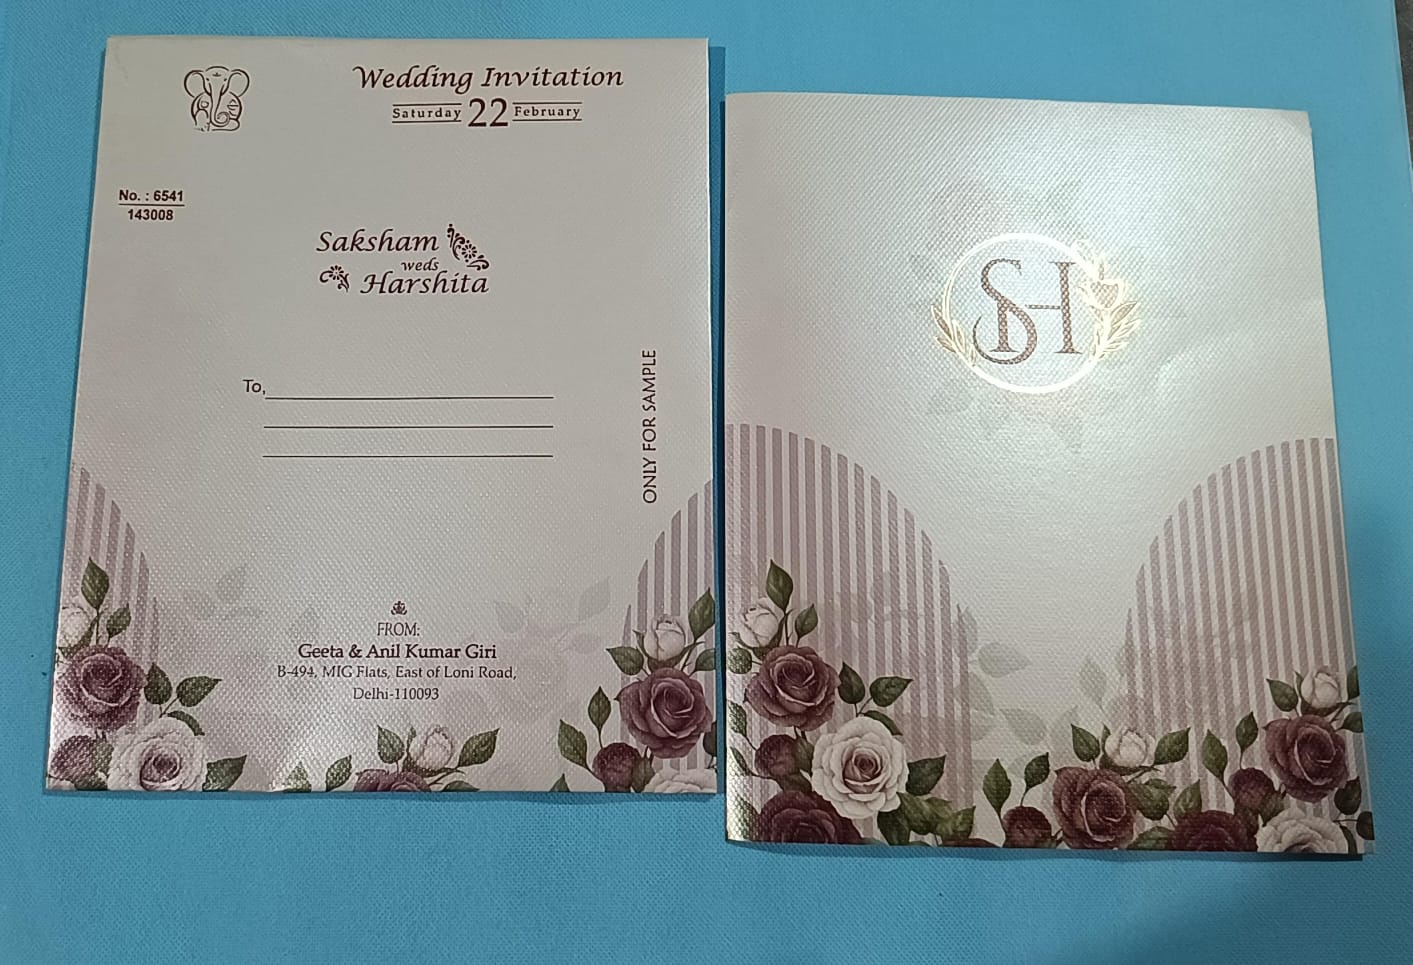 Wedding Invitation
Saturday 22 February
No. : 6541
143008
Saksham
weds
Harshita
To,
ONLY FOR SAMPLE
FROM:
Geeta & Anil Kumar Giri
B-494, MIG Flats, East of Loni Road,
Delhi-110093
SH